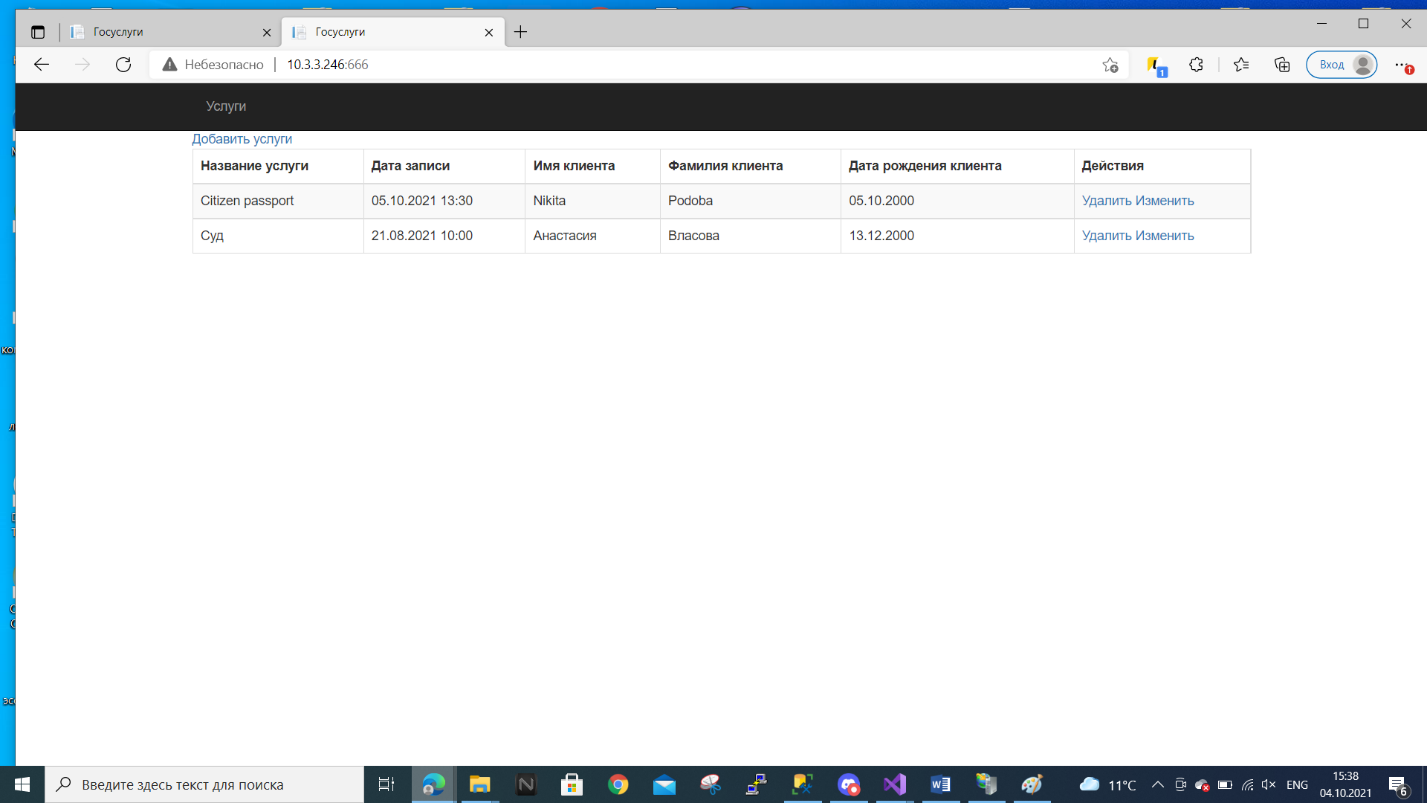 Госуслуги
Госуслуги
Небезопасно
10.3.3.246:666
1
Вход
Услуги
Добавить услуги
Название услуги Дата записи Имя клиента Фамилия клиента Дата рождения клиента Действия
Citizen passport 05.10.2021 13:30 Nikita Podoba 05.10.2000 Удалить Изменить
Суд 21.08.2021 10:00 Анастасия Власова 13.12.2000 Удалить Изменить
Введите здесь текст для поиска
11°C
ENG
15:38
04.10.2021
6